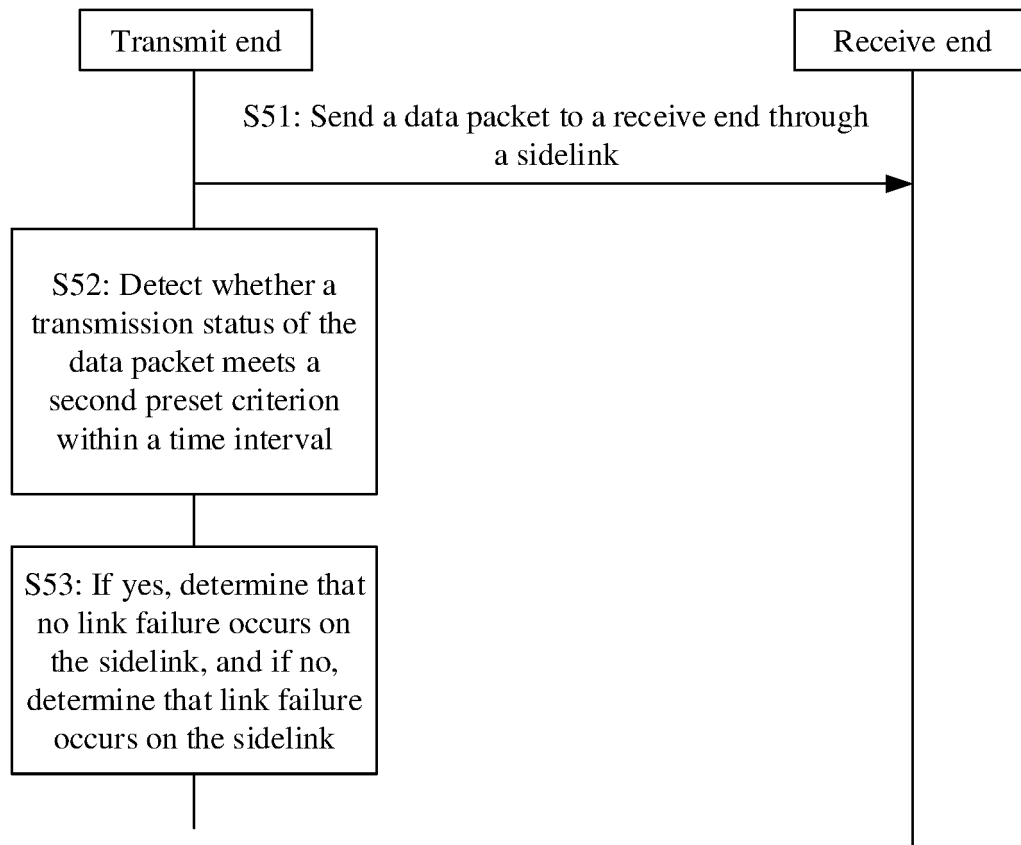 Transmit end
Receive end
S51: Send a data packet to a receive end through
a sidelink
S52: Detect whether a
transmission status of the
data packet meets a
second preset criterion
within a time interval
S53: If yes, determine that
no link failure occurs on
the sidelink, and if no,
determine that link failure
occurs on the sidelink